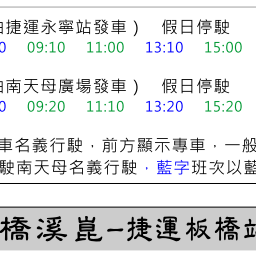 捷運永寧站發車） 假日停駛
0 09:10 11:00 13:10 15:00
南天母廣場發車） 假日停駛
0 09:20 11:10 13:20 15:20
車名義行駛，前方顯示專車，一般
駛南天母名義行駛，藍字班次以藍
橋溪崑-捷運板橋站